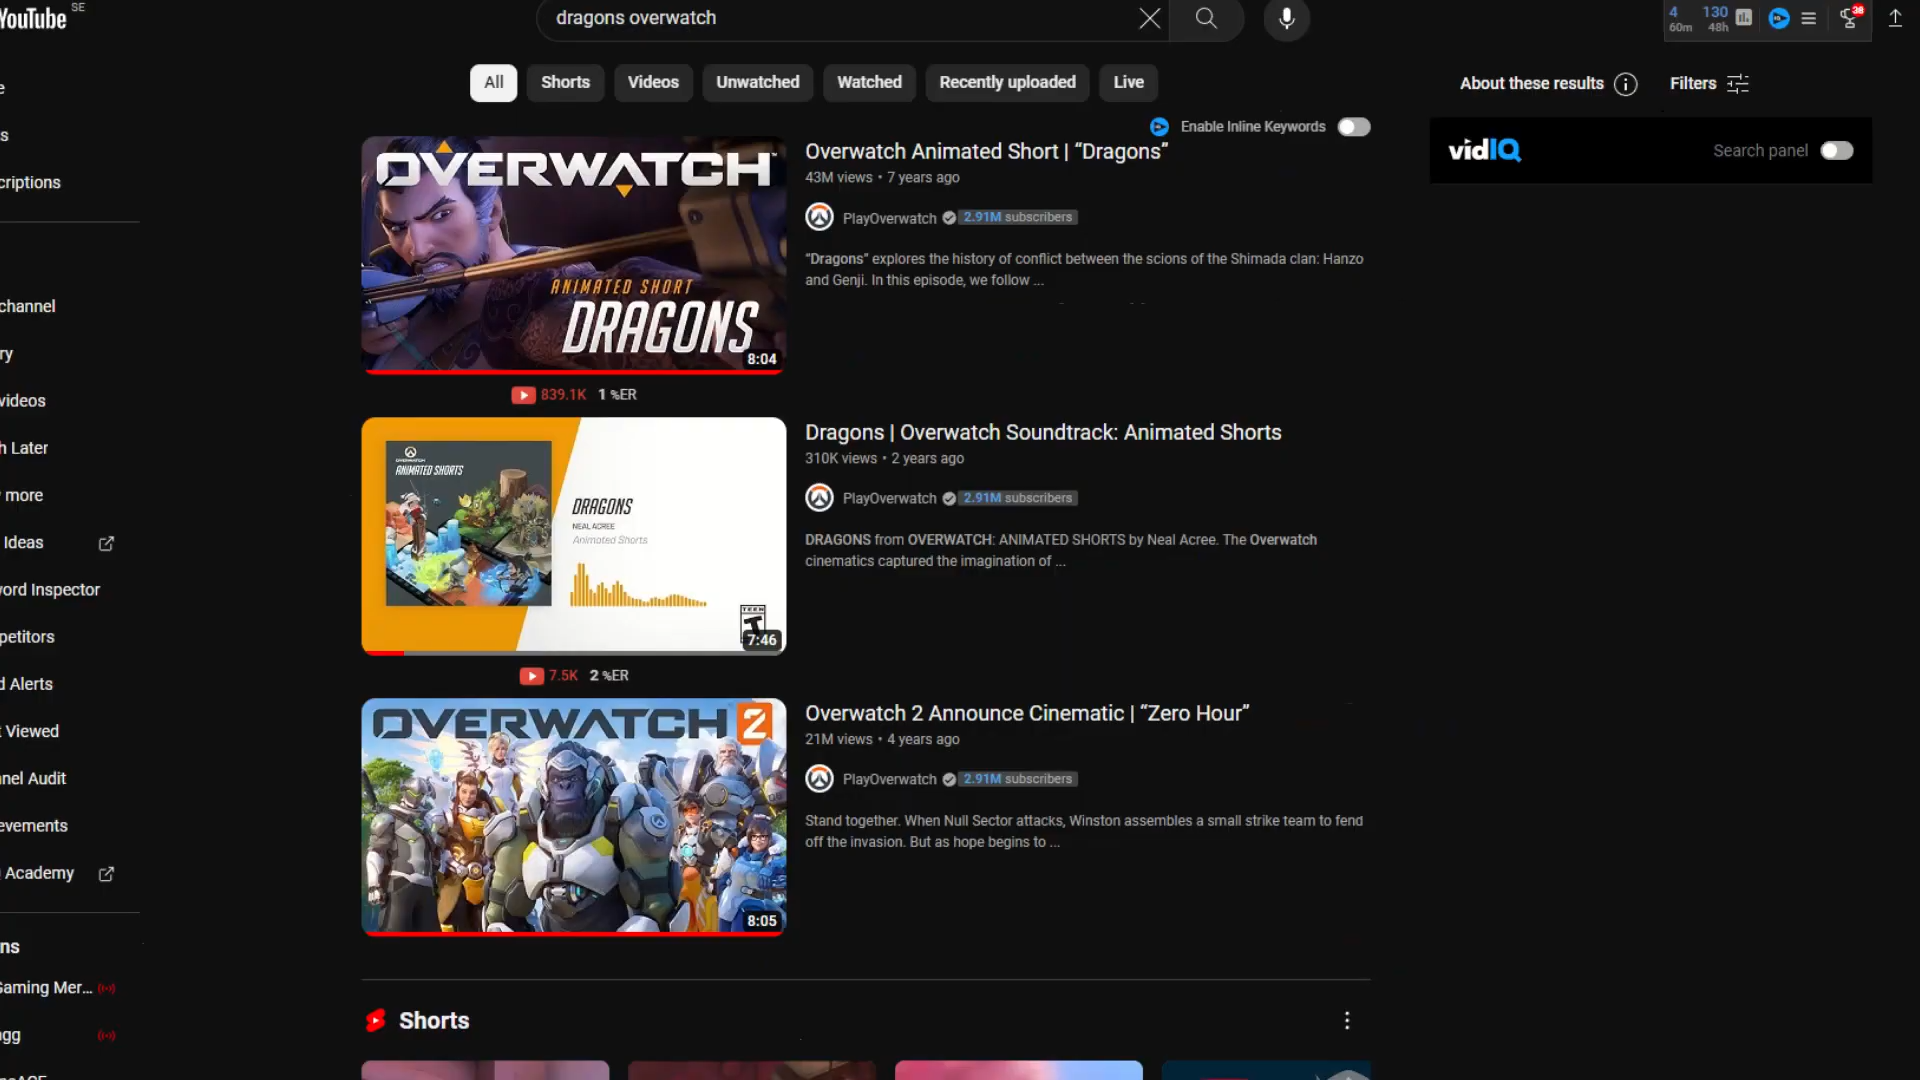 YouTube SE
dragons overwatch
4 60m
130 48h
38
All
Shorts
Videos
Unwatched
Watched
Recently uploaded
Live
About these results
Filters
Enable Inline Keywords
vidIQ
Search panel
OVERWATCH
ANIMATED SHORT
DRAGONS
8:04
839.1K 1 %ER
Overwatch Animated Short | “Dragons”
43M views • 7 years ago
PlayOverwatch 2.91M subscribers
“Dragons” explores the history of conflict between the scions of the Shimada clan: Hanzo
and Genji. In this episode, we follow ...
OVERWATCH
ANIMATED SHORTS
DRAGONS
NEAL ACREE
Animated Shorts
TEEN
T
7:46
7.5K 2 %ER
Dragons | Overwatch Soundtrack: Animated Shorts
310K views • 2 years ago
PlayOverwatch 2.91M subscribers
DRAGONS from OVERWATCH: ANIMATED SHORTS by Neal Acree. The Overwatch
cinematics captured the imagination of ...
OVERWATCH 2
8:05
Overwatch 2 Announce Cinematic | “Zero Hour”
21M views • 4 years ago
PlayOverwatch 2.91M subscribers
Stand together. When Null Sector attacks, Winston assembles a small strike team to fend
off the invasion. But as hope begins to ...
Shorts
e
s
criptions
channel
ry
videos
h Later
more
Ideas
ord Inspector
petitors
d Alerts
t Viewed
nel Audit
evements
Academy
ns
Gaming Mer...
gg